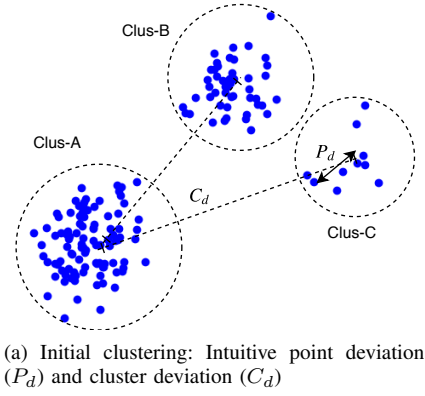 Clus-B
Clus-A
P_d
C_d
Clus-C
(a) Initial clustering: Intuitive point deviation
(P_d) and cluster deviation (C_d)